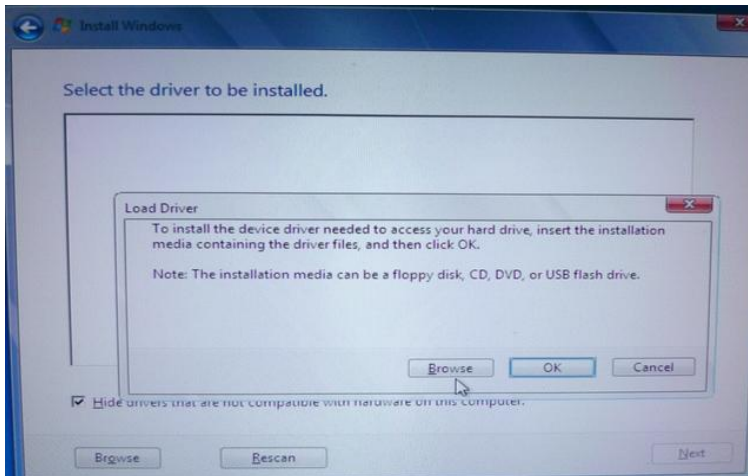 Install Windows
Select the driver to be installed.
Load Driver
To install the device driver needed to access your hard drive, insert the installation
media containing the driver files, and then click OK.
Note: The installation media can be a floppy disk, CD, DVD, or USB flash drive.
Browse OK Cancel
Hide drivers that are not compatible with hardware on this computer.
Browse Rescan Next